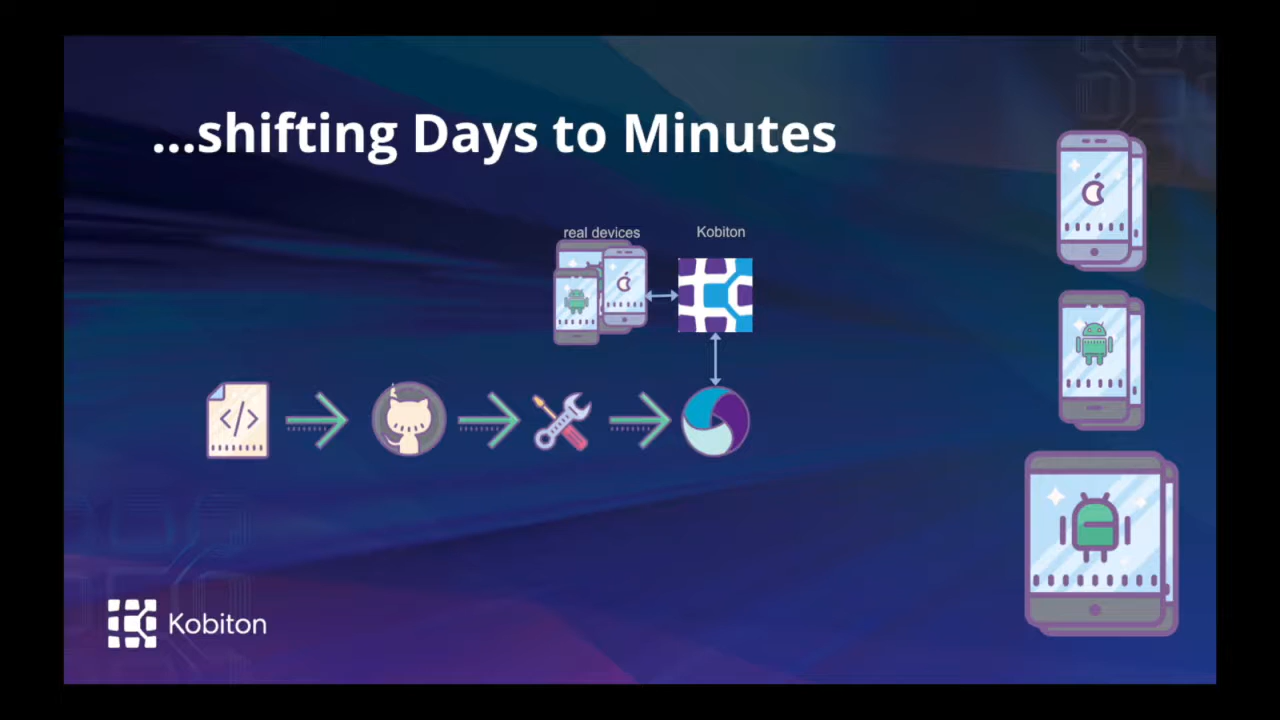 ...shifting Days to Minutes
real devices
Kobiton
</>
Kobiton